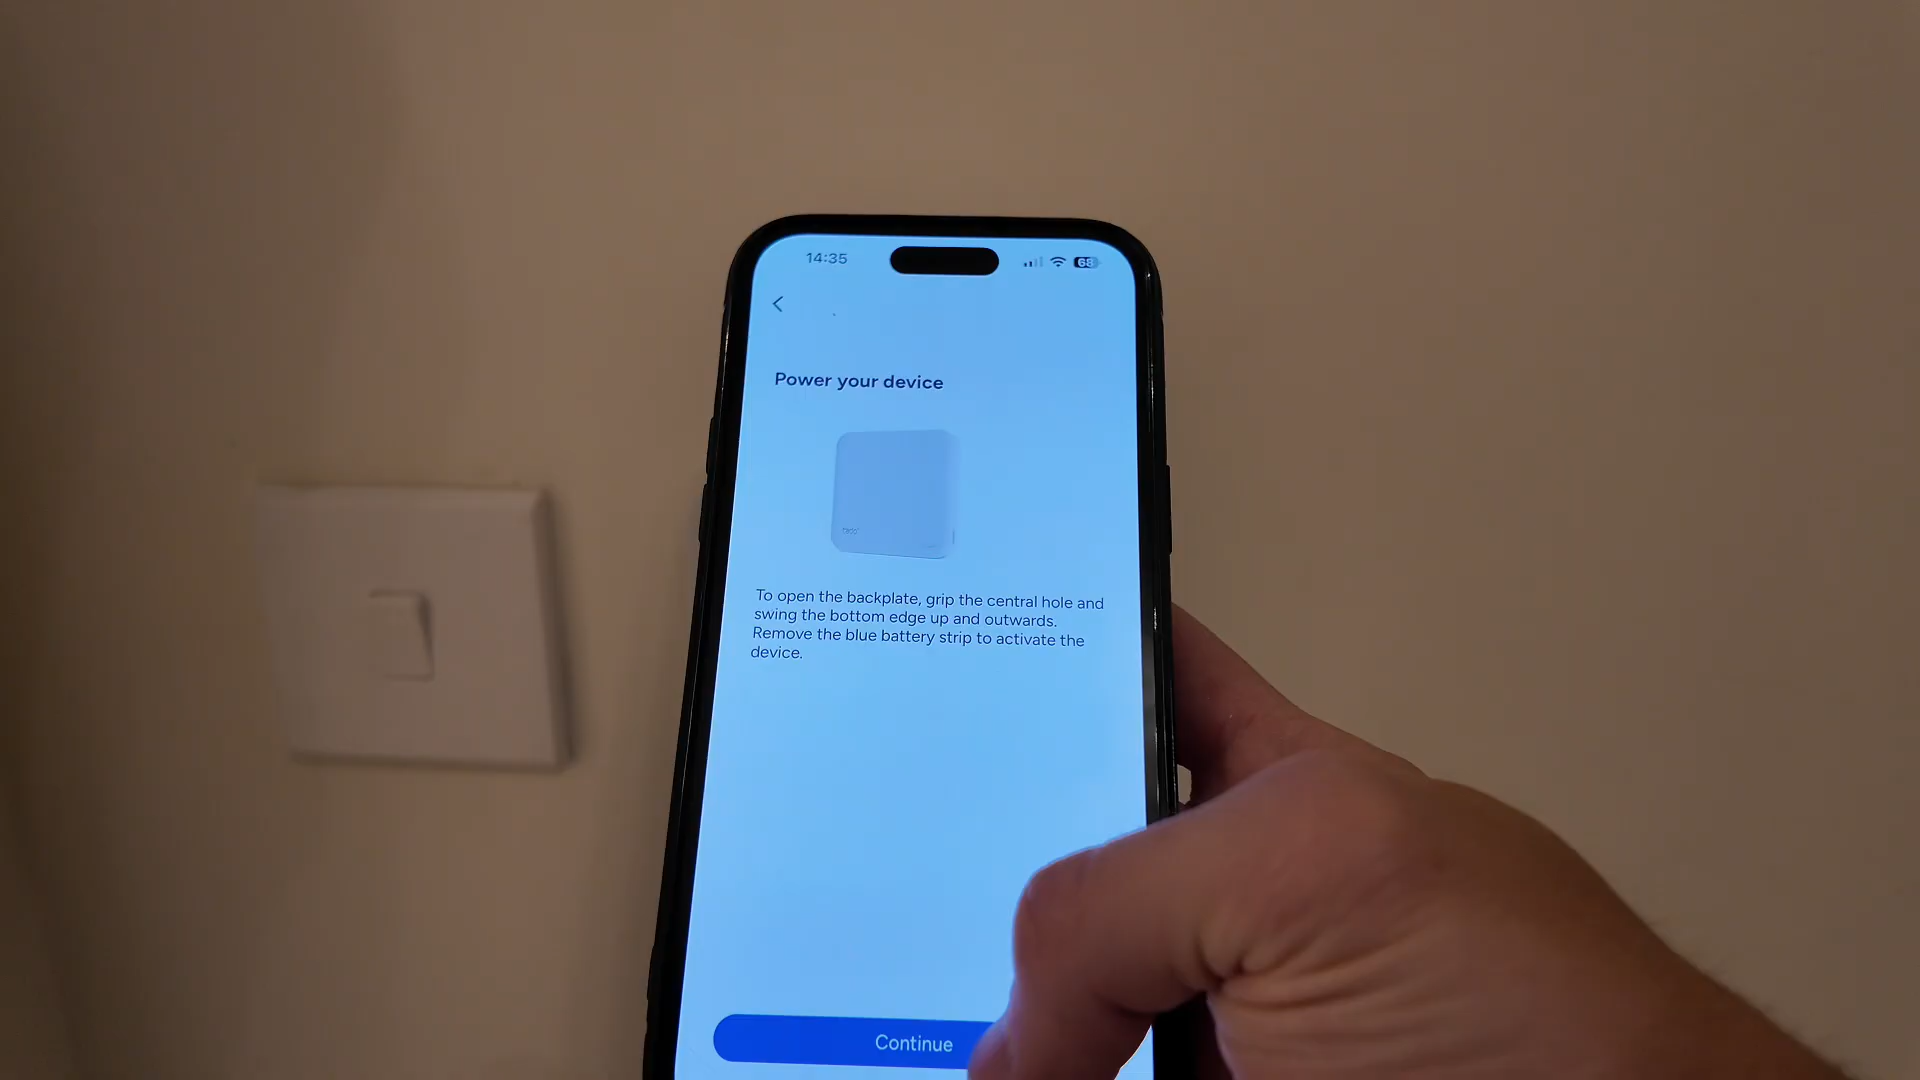 14:35
68
Power your device
tado°
To open the backplate, grip the central hole and
swing the bottom edge up and outwards.
Remove the blue battery strip to activate the
device.
Continue